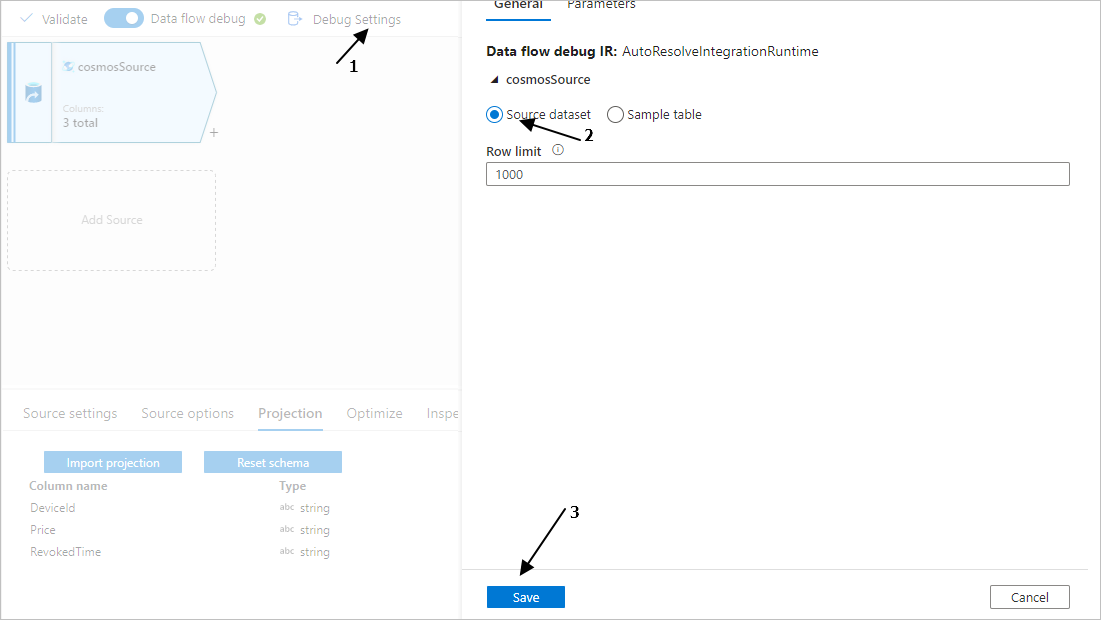 Validate Data flow debug Debug Settings
1
cosmosSource
Columns:
3 total
+
Add Source
Source settings Source options Projection Optimize Inspe
Import projection Reset schema
Column name Type
DeviceId abc string
Price abc string
RevokedTime abc string
General Parameters
Data flow debug IR: AutoResolveIntegrationRuntime
cosmosSource
Source dataset Sample table
2
Row limit
1000
3
Save Cancel